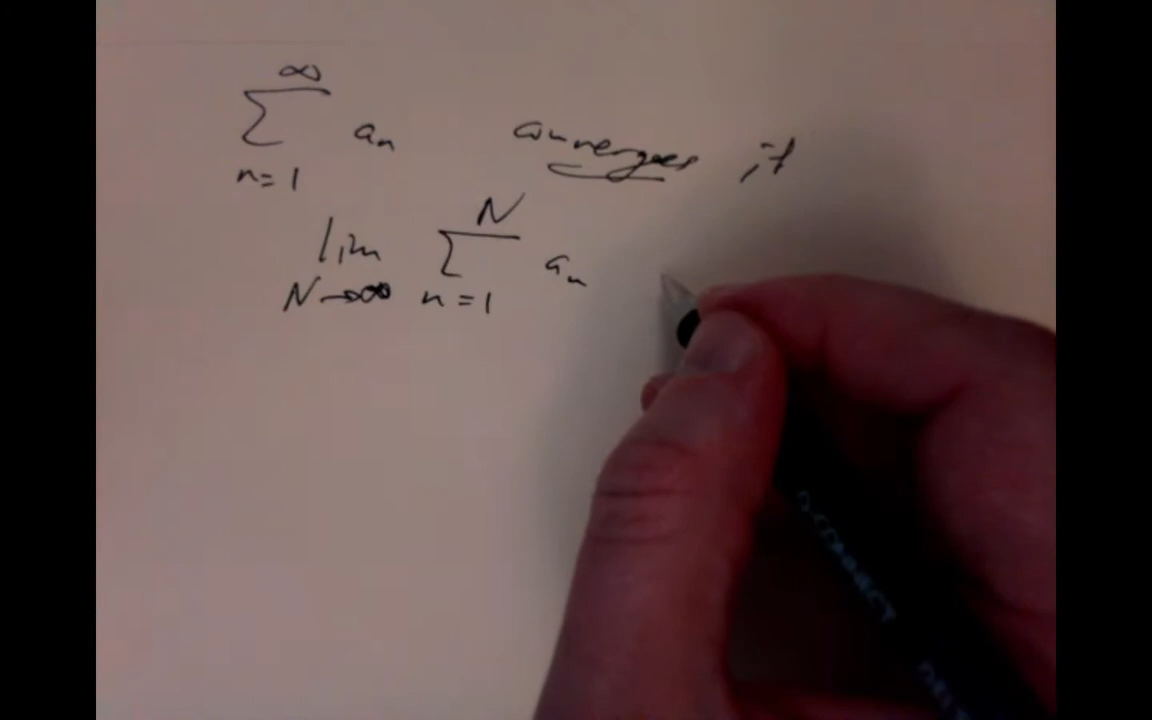 ∞
∑ aₙ converges if
n=1
N
lim ∑ aₙ
N→∞ n=1